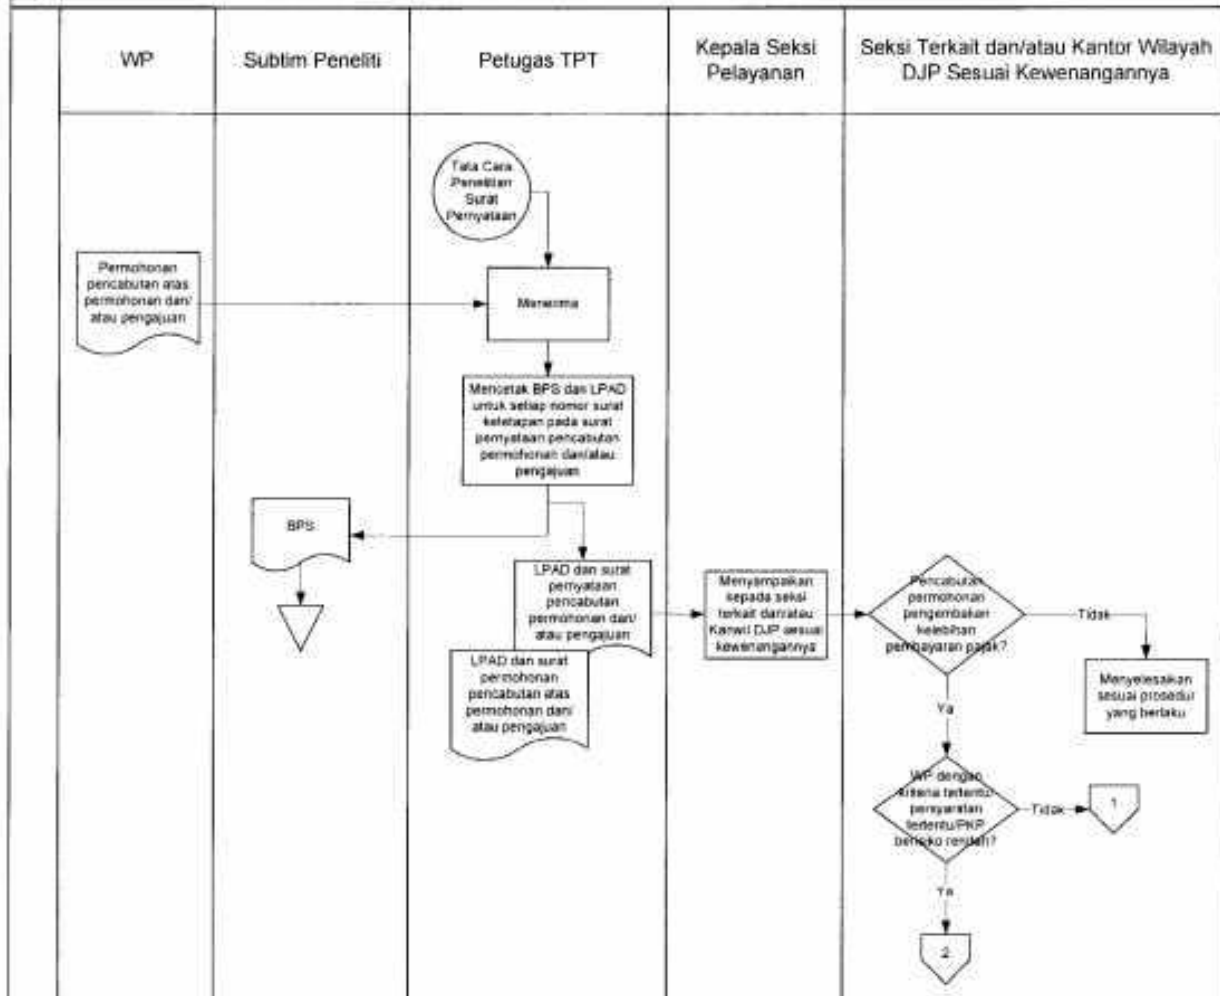 WP
Subtim Peneliti
Petugas TPT
Kepala Seksi
Pelayanan
Seksi Terkait dan/atau Kantor Wilayah
DJP Sesuai Kewenangannya
Tata Cara
Penelitian
Surat
Pernyataan
Permohonan
pencabutan atas
permohonan dan/
atau pengajuan
Menerima
Mencetak BPS dan LPAD
untuk setiap nomor surat
ketetapan pada surat
pernyataan pencabutan
permohonan dan/atau
pengajuan
BPS
LPAD dan surat
pernyataan
pencabutan
permohonan dan/
atau pengajuan
LPAD dan surat
permohonan
pencabutan atas
permohonan dan/
atau pengajuan
Menyampaikan
kepada seksi
terkait dan/atau
Kanwil DJP sesuai
kewenangannya
Pencabutan
permohonan
pengembalian
kelebihan
pembayaran pajak?
Tidak
Menyelesaikan
sesuai prosedur
yang berlaku
Ya
WP dengan
kriteria tertentu/
persyaratan
tertentu/PKP
berisiko rendah?
Tidak
1
Ya
2